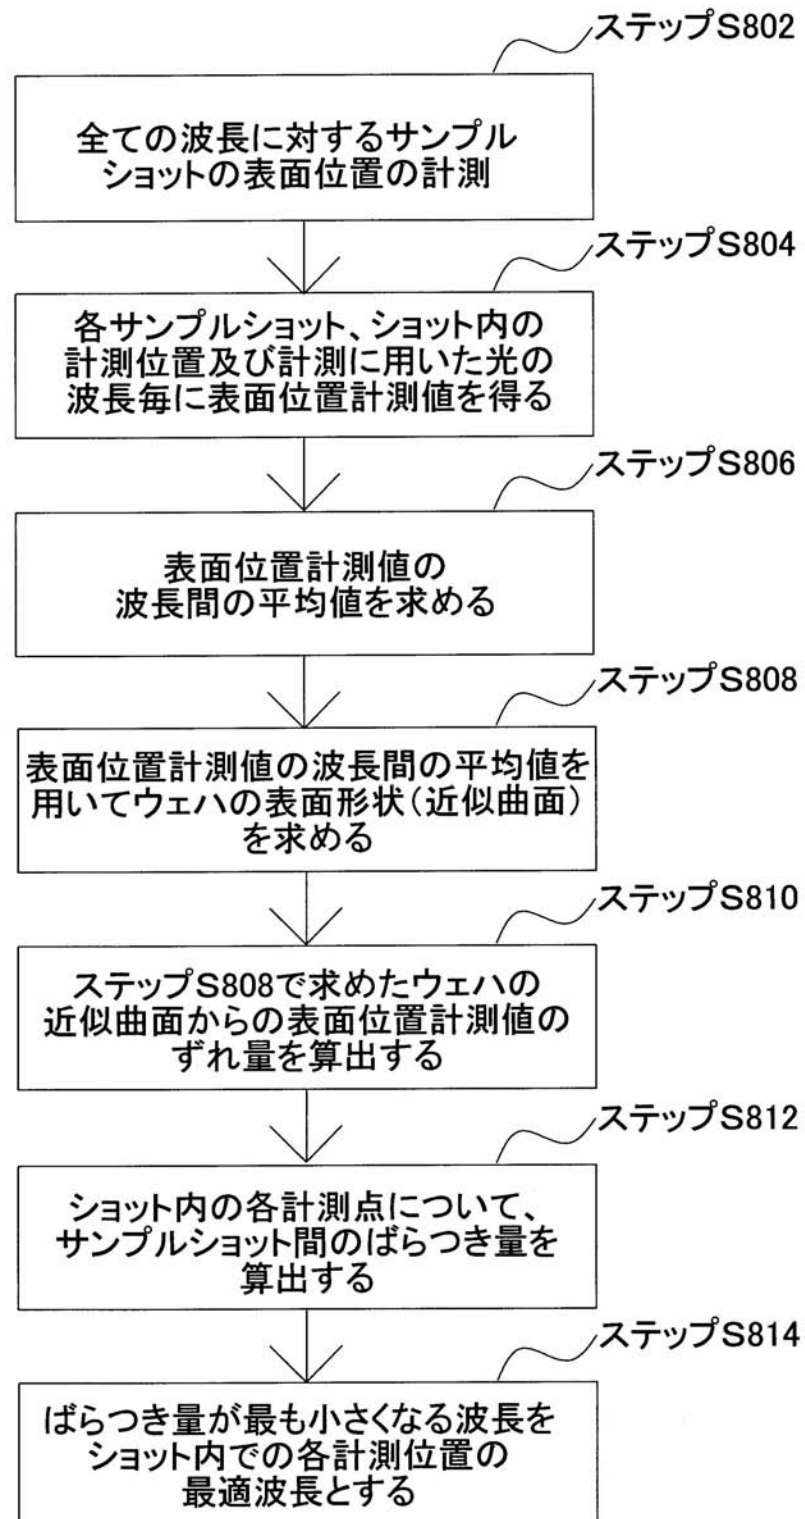 ステップS802
全ての波長に対するサンプル
ショットの表面位置の計測
ステップS804
各サンプルショット、ショット内の
計測位置及び計測に用いた光の
波長毎に表面位置計測値を得る
ステップS806
表面位置計測値の
波長間の平均値を求める
ステップS808
表面位置計測値の波長間の平均値を
用いてウェハの表面形状(近似曲面)
を求める
ステップS810
ステップS808で求めたウェハの
近似曲面からの表面位置計測値の
ずれ量を算出する
ステップS812
ショット内の各計測点について、
サンプルショット間のばらつき量を
算出する
ステップS814
ばらつき量が最も小さくなる波長を
ショット内での各計測位置の
最適波長とする